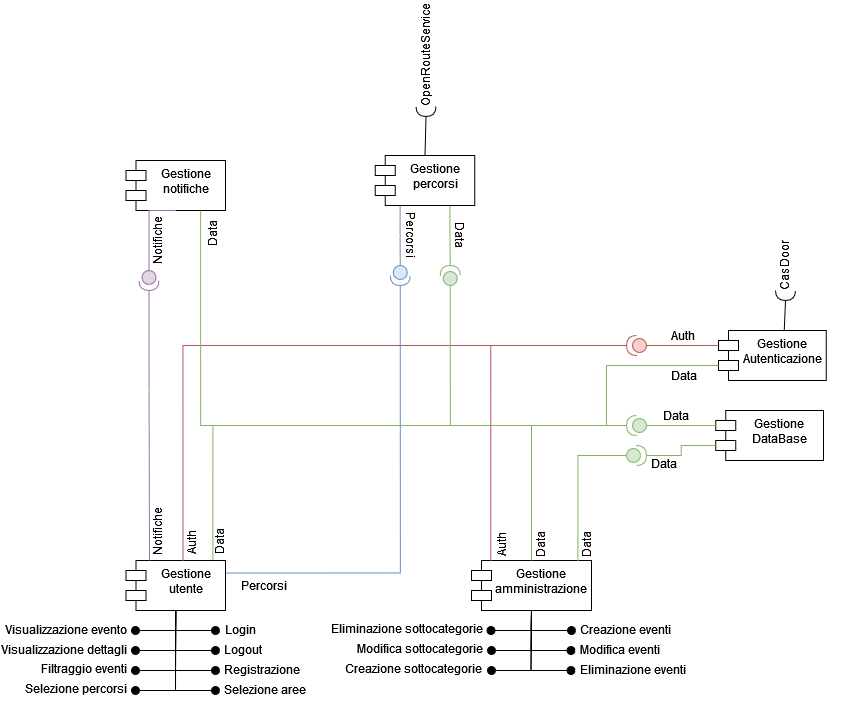 OpenRouteService
Gestione
notifiche
Gestione
percorsi
Notifiche
Data
Percorsi
Data
CasDoor
Auth
Gestione
Autenticazione
Data
Data
Gestione
DataBase
Data
Notifiche
Auth
Data
Auth
Data
Data
Gestione
utente
Percorsi
Gestione
amministrazione
Visualizzazione evento
Login
Visualizzazione dettagli
Logout
Filtraggio eventi
Registrazione
Selezione percorsi
Selezione aree
Eliminazione sottocategorie
Creazione eventi
Modifica sottocategorie
Modifica eventi
Creazione sottocategorie
Eliminazione eventi